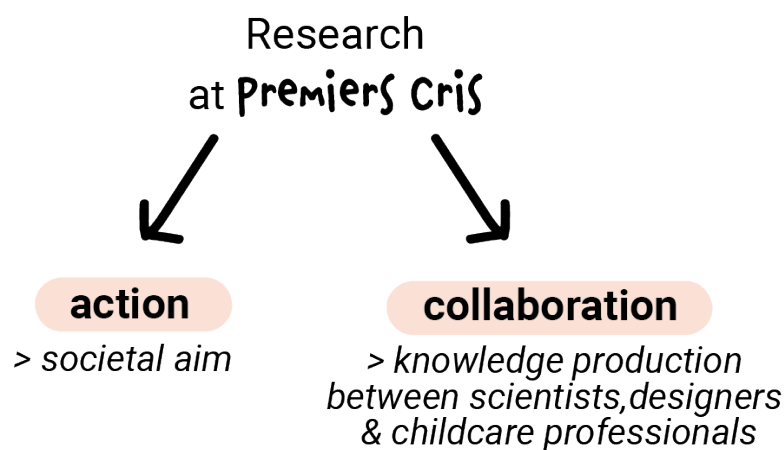 Research
at Premiers Cris
action
> societal aim
collaboration
> knowledge production
between scientists,designers
& childcare professionals